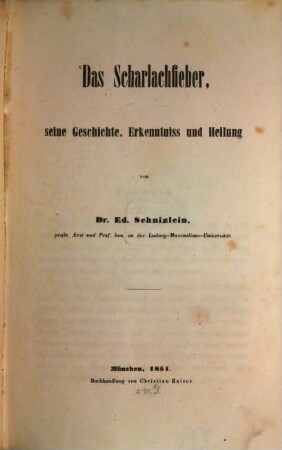 Das Scharlachfieber,
seine Geschichte, Erkenntniss und Heilung
von
Dr. Ed. Schnizlein,
prakt. Arzt und Prof. hon. an der Ludwig-Maximilians-Universität.
München, 1851.
Buchhandlung von Christian Kaiser.